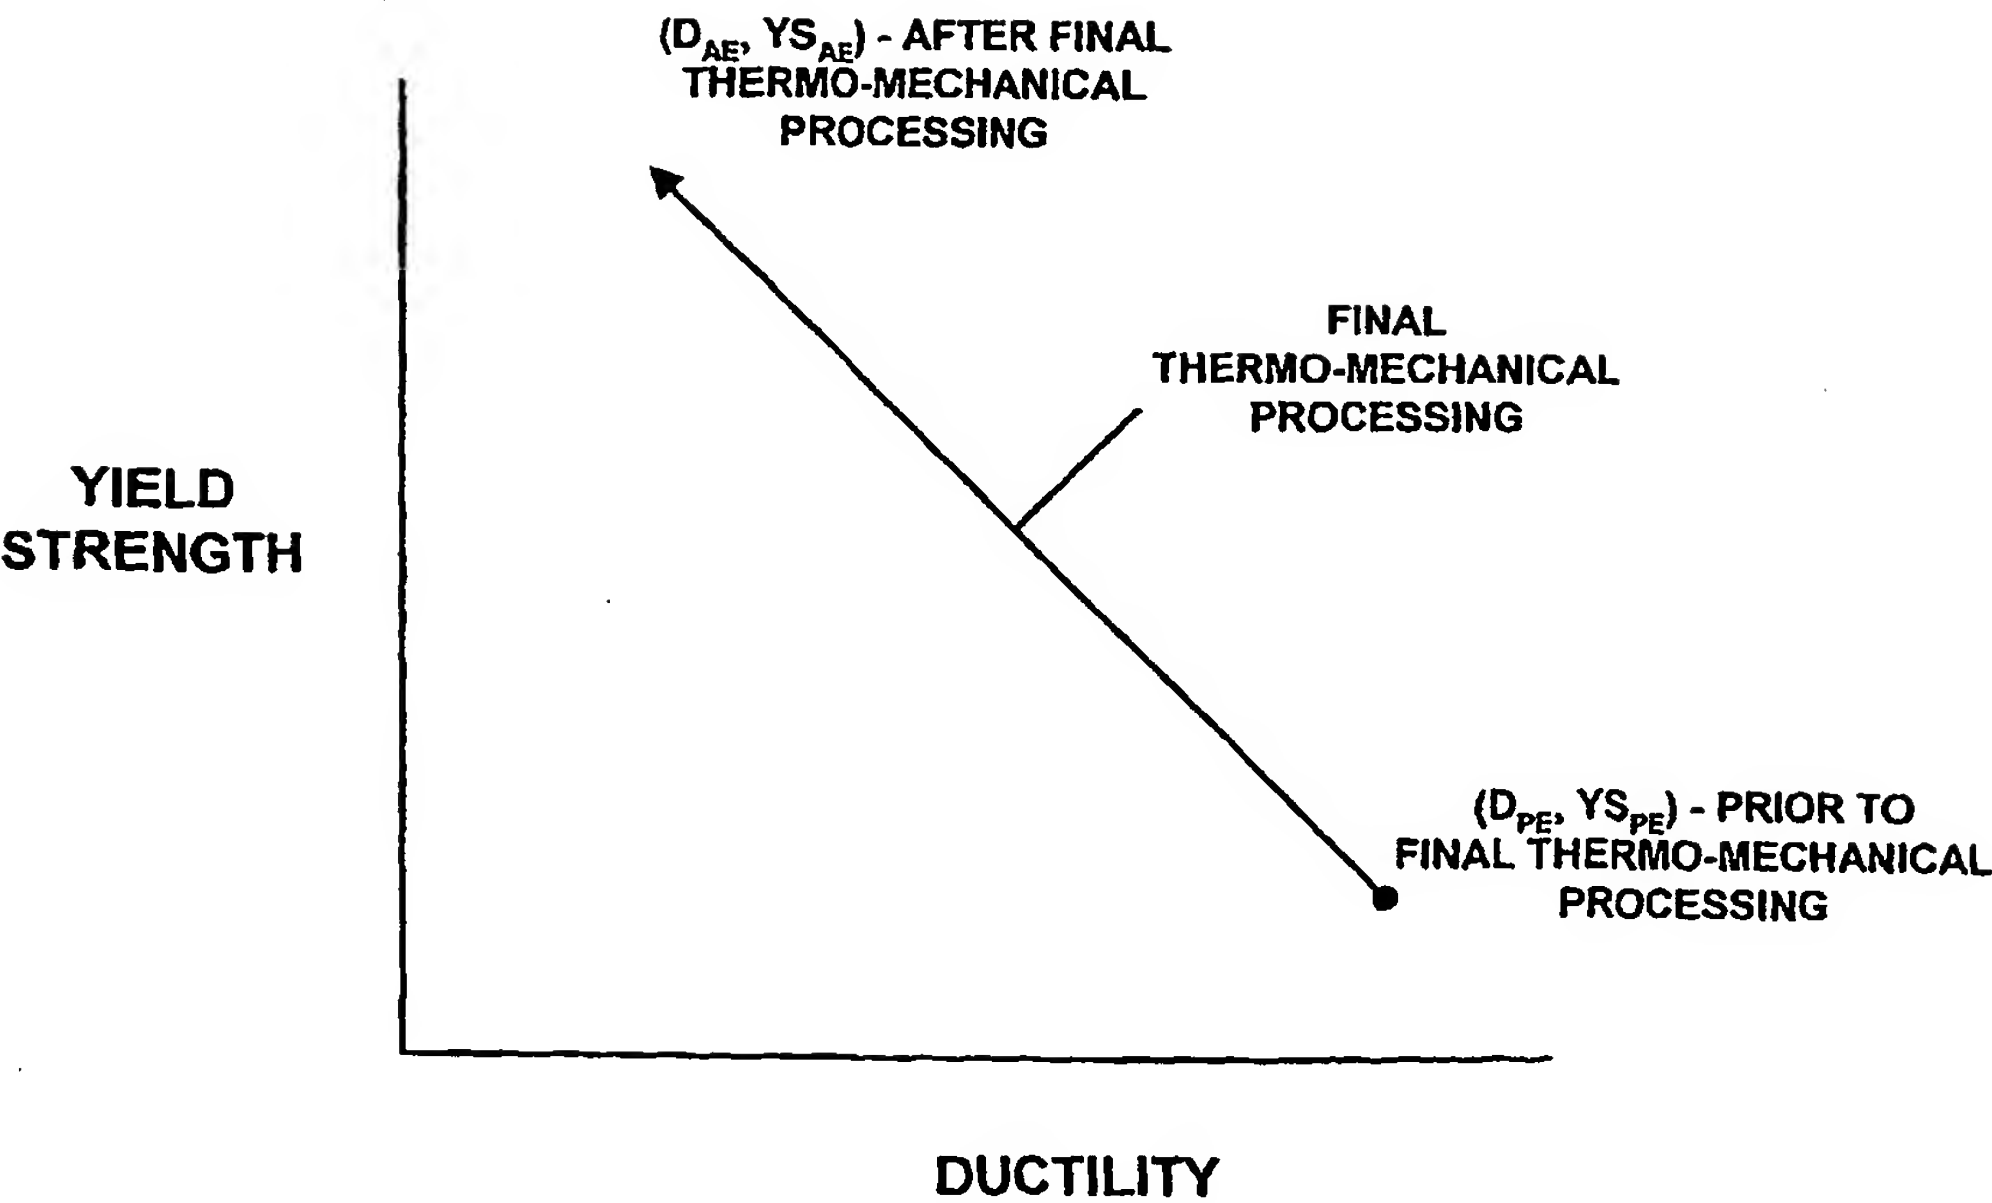 (D_AE, YS_AE) - AFTER FINAL
THERMO-MECHANICAL
PROCESSING
FINAL
THERMO-MECHANICAL
PROCESSING
YIELD
STRENGTH
(D_PE, YS_PE) - PRIOR TO
FINAL THERMO-MECHANICAL
PROCESSING
DUCTILITY